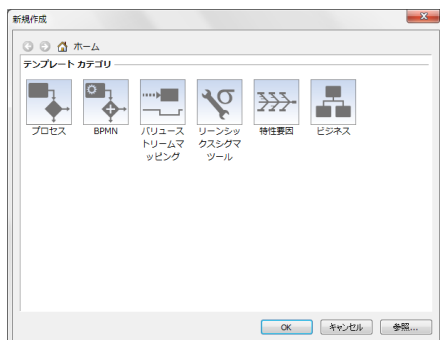 新規作成
ホーム
テンプレート カテゴリ
プロセス
BPMN
バリュース
トリームマ
ッピング
リーンシッ
クスシグマ
ツール
特性要因
ビジネス
OK
キャンセル
参照...